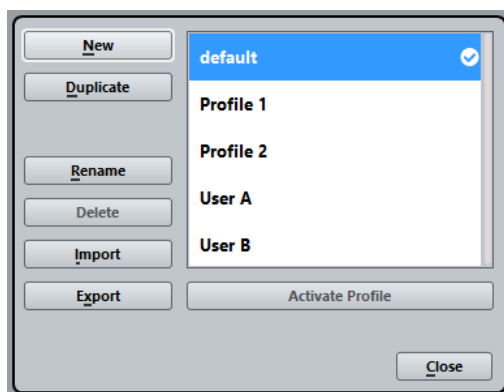 New
Duplicate
Rename
Delete
Import
Export
default
Profile 1
Profile 2
User A
User B
Activate Profile
Close